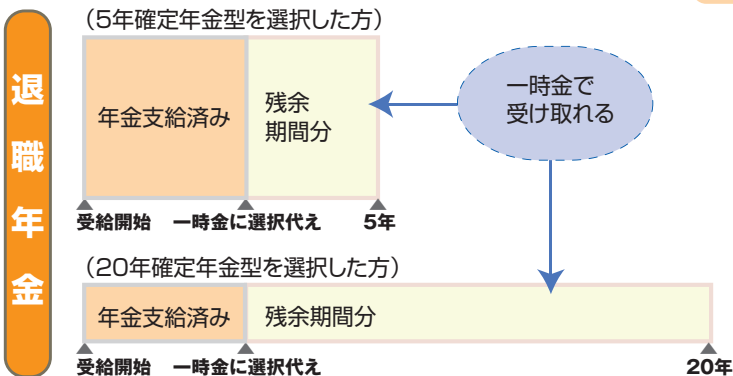 退職年金
（5年確定年金型を選択した方）
年金支給済み
残余
期間分
一時金で
受け取れる
受給開始 一時金に選択代え 5年
（20年確定年金型を選択した方）
年金支給済み 残余期間分
受給開始 一時金に選択代え 20年